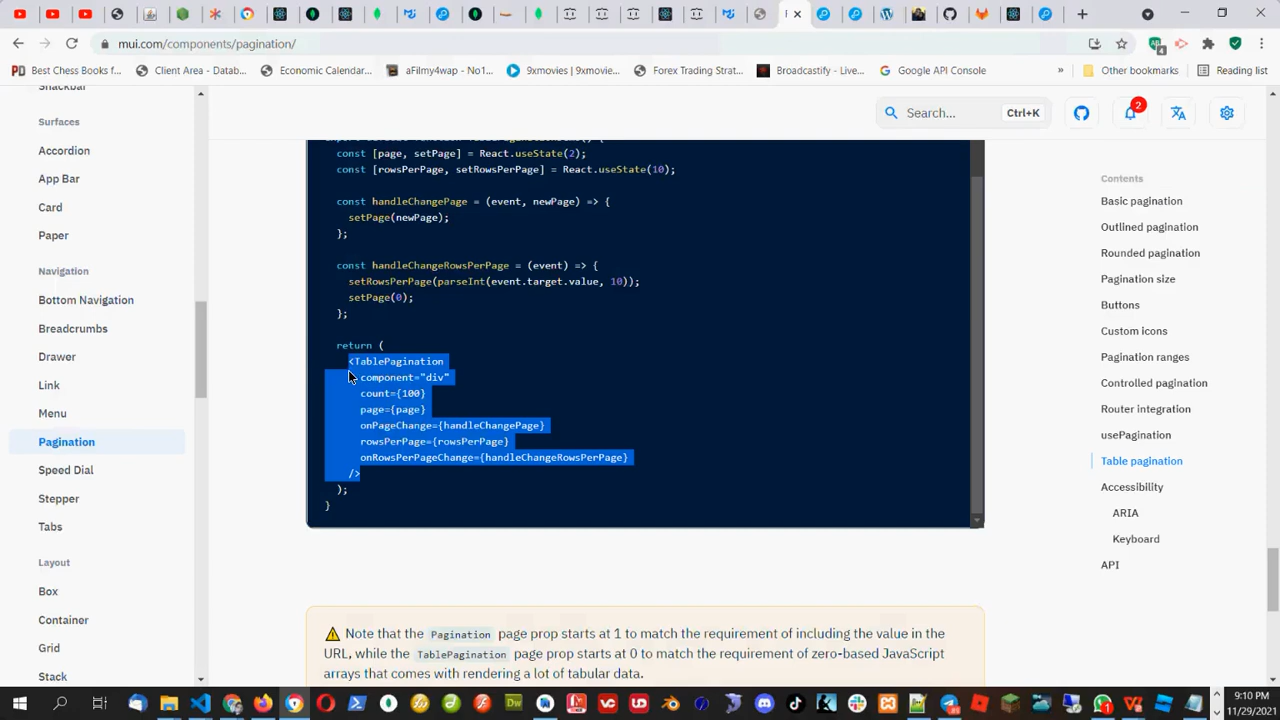 mui.com/components/pagination/
4
PD Best Chess Books f...
Client Area - Datab...
Economic Calendar...
aFilmy4wap - No1...
9xmovies | 9xmovie...
Forex Trading Strat...
Broadcastify - Live...
Google API Console
»
Other bookmarks
Reading list
Snackbar
Surfaces
Accordion
App Bar
Card
Paper
Navigation
Bottom Navigation
Breadcrumbs
Drawer
Link
Menu
Pagination
Speed Dial
Stepper
Tabs
Layout
Box
Container
Grid
Stack
Search...
Ctrl+K
2
const [page, setPage] = React.useState(2);
const [rowsPerPage, setRowsPerPage] = React.useState(10);
const handleChangePage = (event, newPage) => {
setPage(newPage);
};
const handleChangeRowsPerPage = (event) => {
setRowsPerPage(parseInt(event.target.value, 10));
setPage(0);
};
return (
<TablePagination
component="div"
count={100}
page={page}
onPageChange={handleChangePage}
rowsPerPage={rowsPerPage}
onRowsPerPageChange={handleChangeRowsPerPage}
/>
);
}
Note that the Pagination page prop starts at 1 to match the requirement of including the value in the
URL, while the TablePagination page prop starts at 0 to match the requirement of zero-based JavaScript
arrays that comes with rendering a lot of tabular data.
Contents
Basic pagination
Outlined pagination
Rounded pagination
Pagination size
Buttons
Custom icons
Pagination ranges
Controlled pagination
Router integration
usePagination
Table pagination
Accessibility
ARIA
Keyboard
API
9:10 PM
11/29/2021